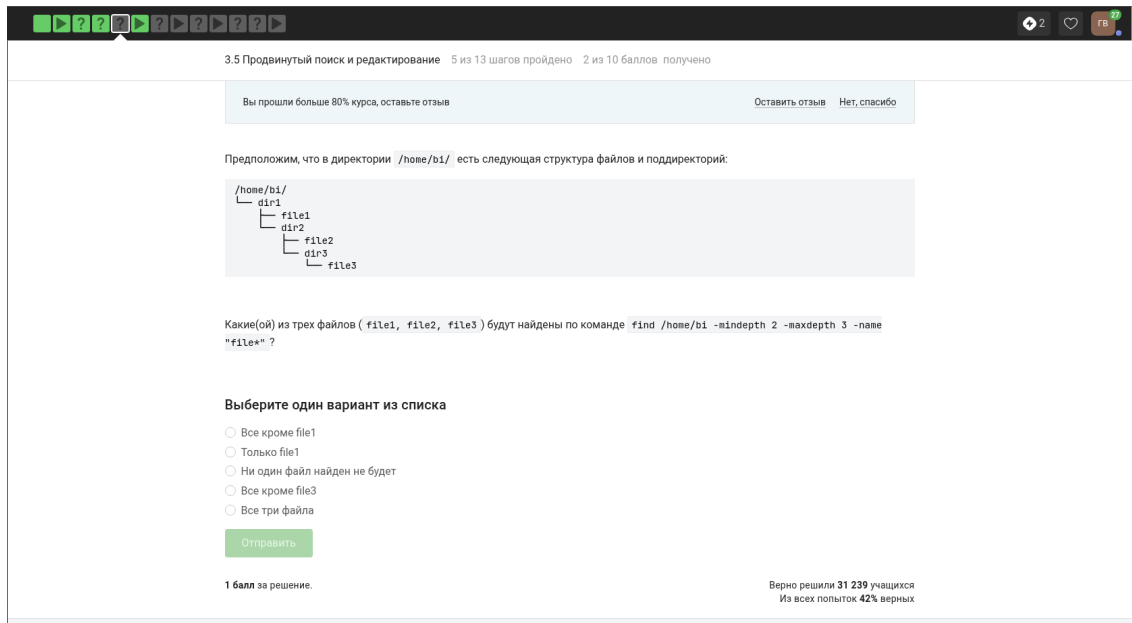 2
ГВ
27
3.5 Продвинутый поиск и редактирование 5 из 13 шагов пройдено 2 из 10 баллов получено
Вы прошли больше 80% курса, оставьте отзыв Оставить отзыв Нет, спасибо
Предположим, что в директории /home/bi/ есть следующая структура файлов и поддиректорий:
/home/bi/
└── dir1
    ├── file1
    └── dir2
        ├── file2
        └── dir3
            └── file3
Какие(ой) из трех файлов ( file1, file2, file3 ) будут найдены по команде find /home/bi -mindepth 2 -maxdepth 3 -name
"file*" ?
Выберите один вариант из списка
Все кроме file1
Только file1
Ни один файл найден не будет
Все кроме file3
Все три файла
Отправить
1 балл за решение. Верно решили 31 239 учащихся
Из всех попыток 42% верных